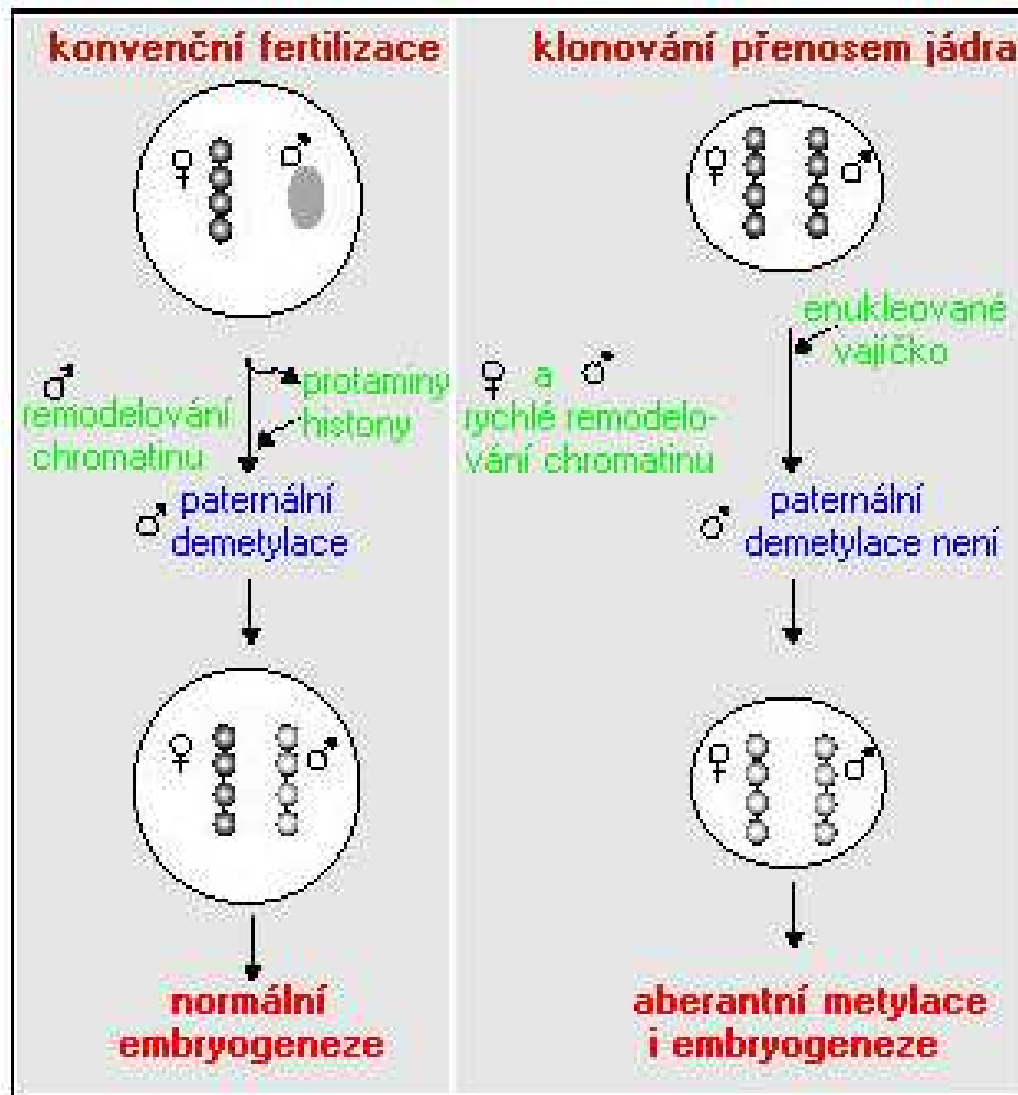 konvenční fertilizace
♀
♂
♂
remodelování
chromatinu
protaminy
histony
♂ paternální
demetylace
♀
♂
normální
embryogeneze
klonování přenosem jádra
♀
♂
enukleované
vajíčko
♀ a ♂
rychlé remodelo-
vání chromatinu
♂ paternální
demetylace není
♀
♂
aberantní metylace
i embryogeneze